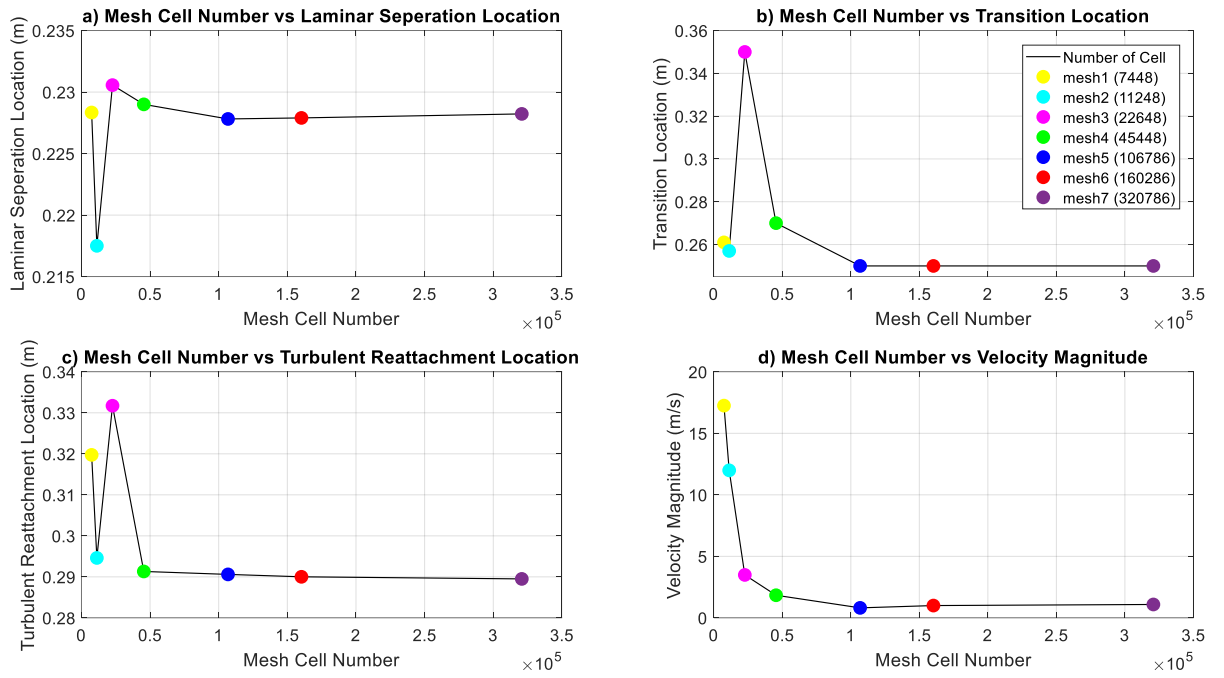 a) Mesh Cell Number vs Laminar Seperation Location
Laminar Seperation Location (m)
0.235
0.23
0.225
0.22
0.215
0 0.5 1 1.5 2 2.5 3 3.5
Mesh Cell Number
×10^5
b) Mesh Cell Number vs Transition Location
Transition Location (m)
0.36
0.34
0.32
0.3
0.28
0.26
0 0.5 1 1.5 2 2.5 3 3.5
Mesh Cell Number
×10^5
Number of Cell
mesh1 (7448)
mesh2 (11248)
mesh3 (22648)
mesh4 (45448)
mesh5 (106786)
mesh6 (160286)
mesh7 (320786)
c) Mesh Cell Number vs Turbulent Reattachment Location
Turbulent Reattachment Location (m)
0.34
0.33
0.32
0.31
0.3
0.29
0.28
0 0.5 1 1.5 2 2.5 3 3.5
Mesh Cell Number
×10^5
d) Mesh Cell Number vs Velocity Magnitude
Velocity Magnitude (m/s)
20
15
10
5
0
0 0.5 1 1.5 2 2.5 3 3.5
Mesh Cell Number
×10^5